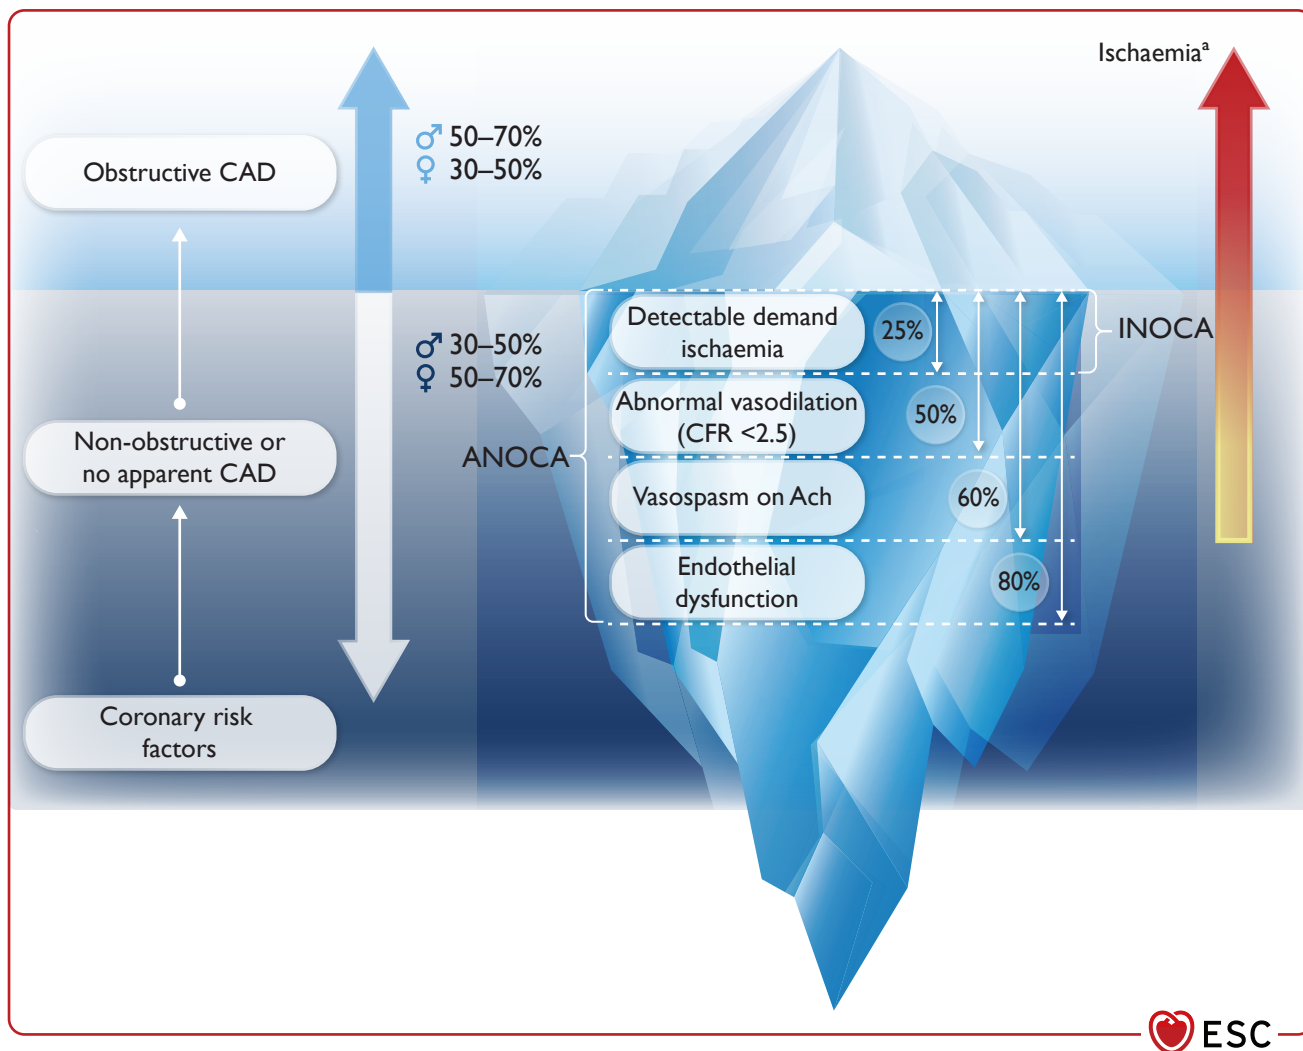 Ischaemiaa
Obstructive CAD
♂ 50–70%
♀ 30–50%
♂ 30–50%
♀ 50–70%
Detectable demand
ischaemia
25%
INOCA
Abnormal vasodilation
(CFR <2.5)
50%
Non-obstructive or
no apparent CAD
ANOCA
Vasospasm on Ach
60%
Endothelial
dysfunction
80%
Coronary risk
factors
ESC